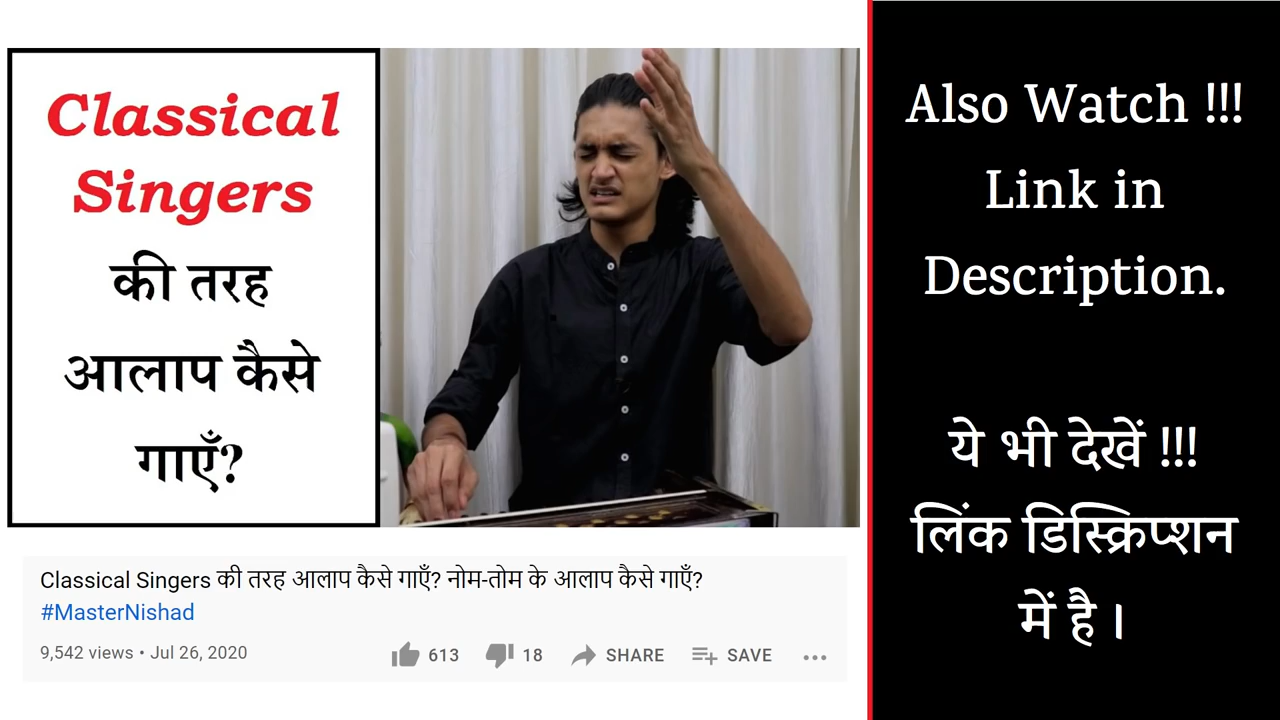 Classical
Singers
की तरह
आलाप कैसे
गाएँ?
Classical Singers की तरह आलाप कैसे गाएँ? नोम-तोम के आलाप कैसे गाएँ?
#MasterNishad
9,542 views • Jul 26, 2020
613
18
SHARE
SAVE
Also Watch !!!
Link in
Description.
ये भी देखें !!!
लिंक डिस्क्रिप्शन
में है ।